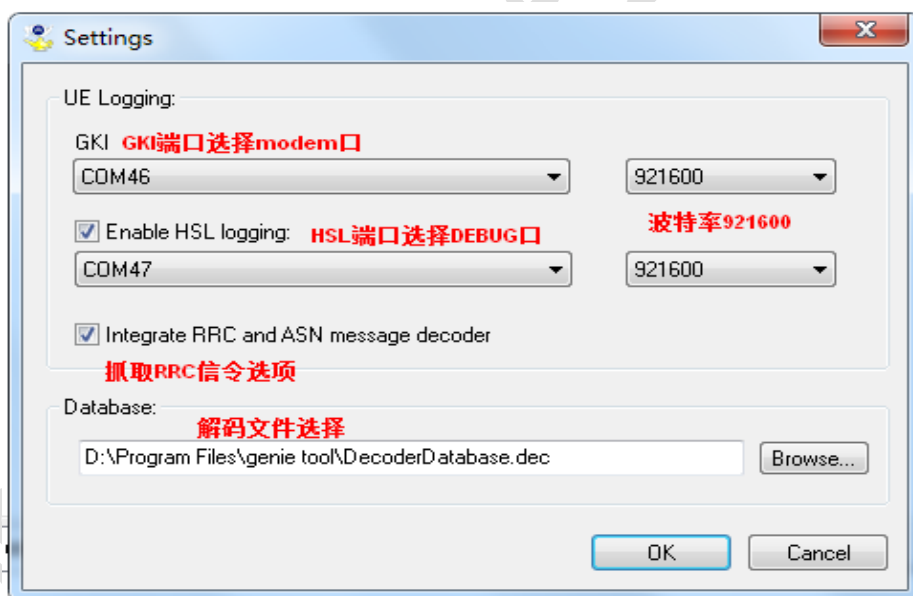 Settings
UE Logging:
GKI GKI端口选择modem口
COM46 921600
Enable HSL logging: HSL端口选择DEBUG口 波特率921600
COM47 921600
Integrate RRC and ASN message decoder
抓取RRC信令选项
Database:
解码文件选择
D:\Program Files\genie tool\DecoderDatabase.dec Browse...
OK Cancel